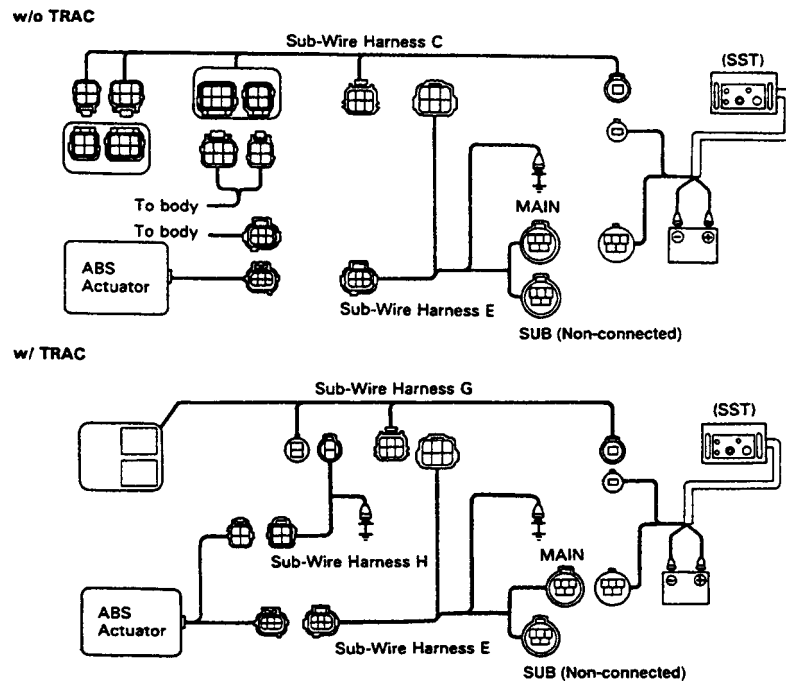 w/o TRAC
Sub-Wire Harness C
(SST)
To body
To body
MAIN
ABS
Actuator
Sub-Wire Harness E
SUB (Non-connected)
w/ TRAC
Sub-Wire Harness G
(SST)
Sub-Wire Harness H
MAIN
ABS
Actuator
Sub-Wire Harness E
SUB (Non-connected)